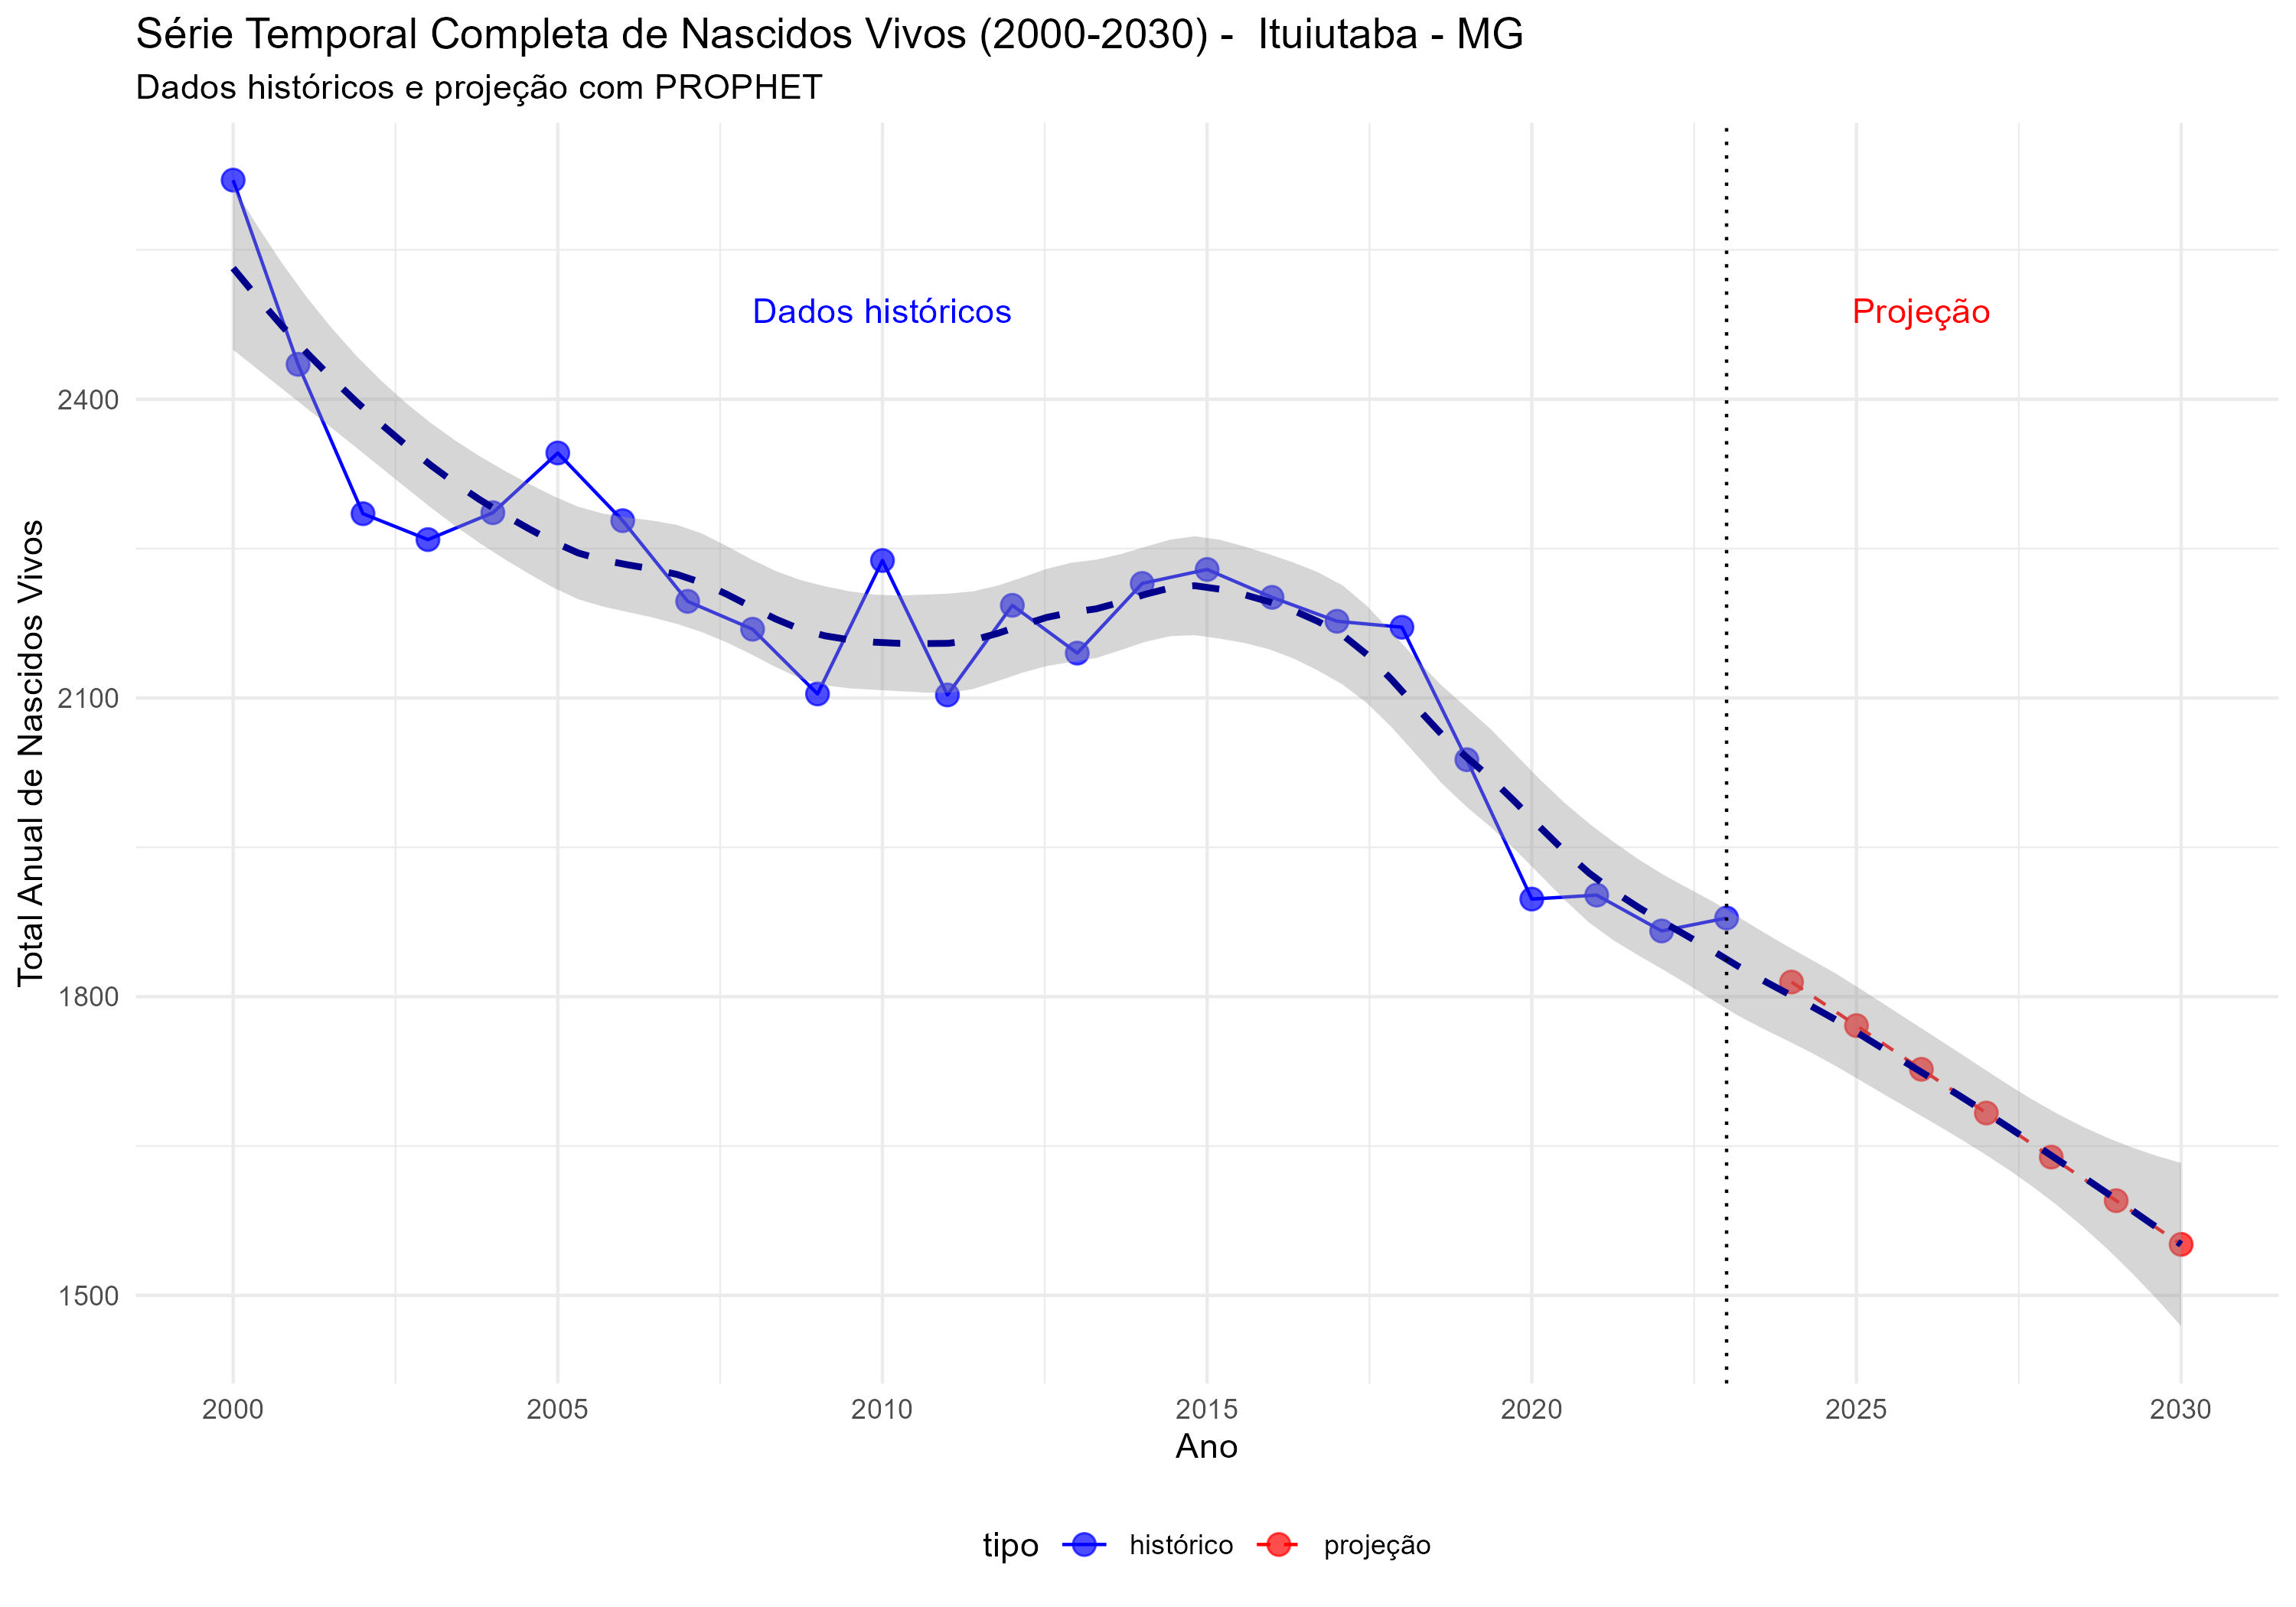 Série Temporal Completa de Nascidos Vivos (2000-2030) -  Ituiutaba - MG
Dados históricos e projeção com PROPHET
Dados históricos
Projeção
Total Anual de Nascidos Vivos
2400
2100
1800
1500
2000
2005
2010
2015
2020
2025
2030
Ano
tipo
histórico
projeção